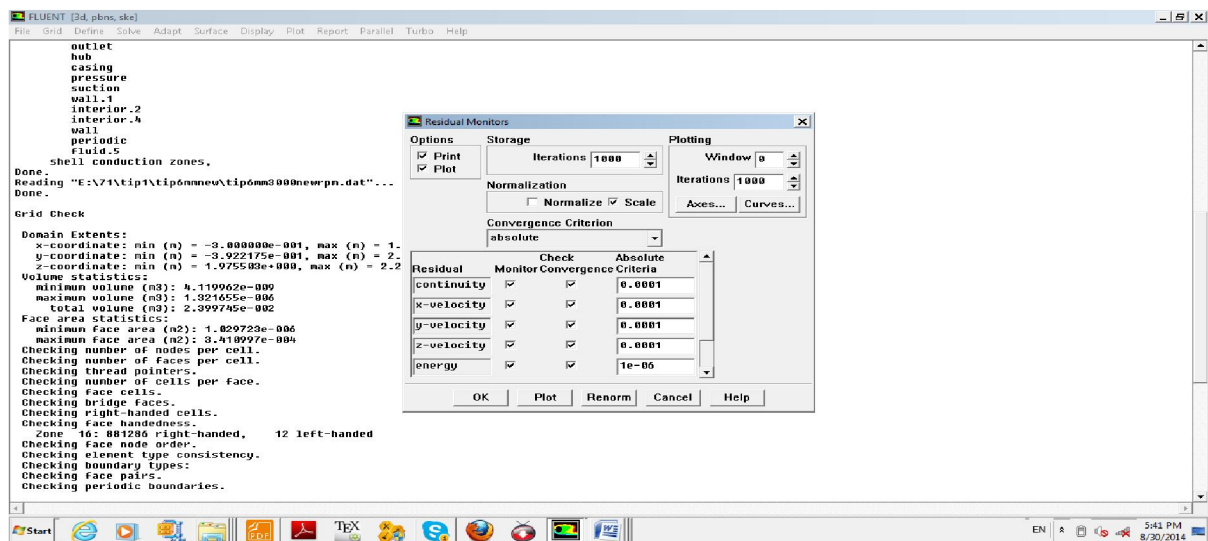 FLUENT [3d, pbns, ske]
File Grid Define Solve Adapt Surface Display Plot Report Parallel Turbo Help
outlet
hub
casing
pressure
suction
wall.1
interior.2
interior.4
wall
periodic
fluid.5
shell conduction zones,
Done.
Reading "E:\71\tip1\tip6mmnew\tip6mm3000newrpm.dat"...
Done.
Grid Check
Domain Extents:
x-coordinate: min (m) = -3.000000e-001, max (m) = 1.
y-coordinate: min (m) = -3.922175e-001, max (m) = 2.
z-coordinate: min (m) = 1.975503e+000, max (m) = 2.2
Volume statistics:
minimum volume (m3): 4.119962e-009
maximum volume (m3): 1.321655e-006
total volume (m3): 2.399745e-002
Face area statistics:
minimum face area (m2): 1.029723e-006
maximum face area (m2): 3.410997e-004
Checking number of nodes per cell.
Checking number of faces per cell.
Checking thread pointers.
Checking number of cells per face.
Checking face cells.
Checking bridge faces.
Checking right-handed cells.
Checking face handedness.
Zone 16: 881286 right-handed, 12 left-handed
Checking face node order.
Checking element type consistency.
Checking boundary types:
Checking face pairs.
Checking periodic boundaries.
Residual Monitors
Options Storage Plotting
Print
Plot
Iterations 1000
Window 0
Iterations 1000
Normalization
Normalize Scale
Axes... Curves...
Convergence Criterion
absolute
Check Absolute
Residual Monitor Convergence Criteria
continuity 0.0001
x-velocity 0.0001
y-velocity 0.0001
z-velocity 0.0001
energy 1e-06
OK Plot Renorm Cancel Help
Start PDF TEX EN 5:41 PM
8/30/2014